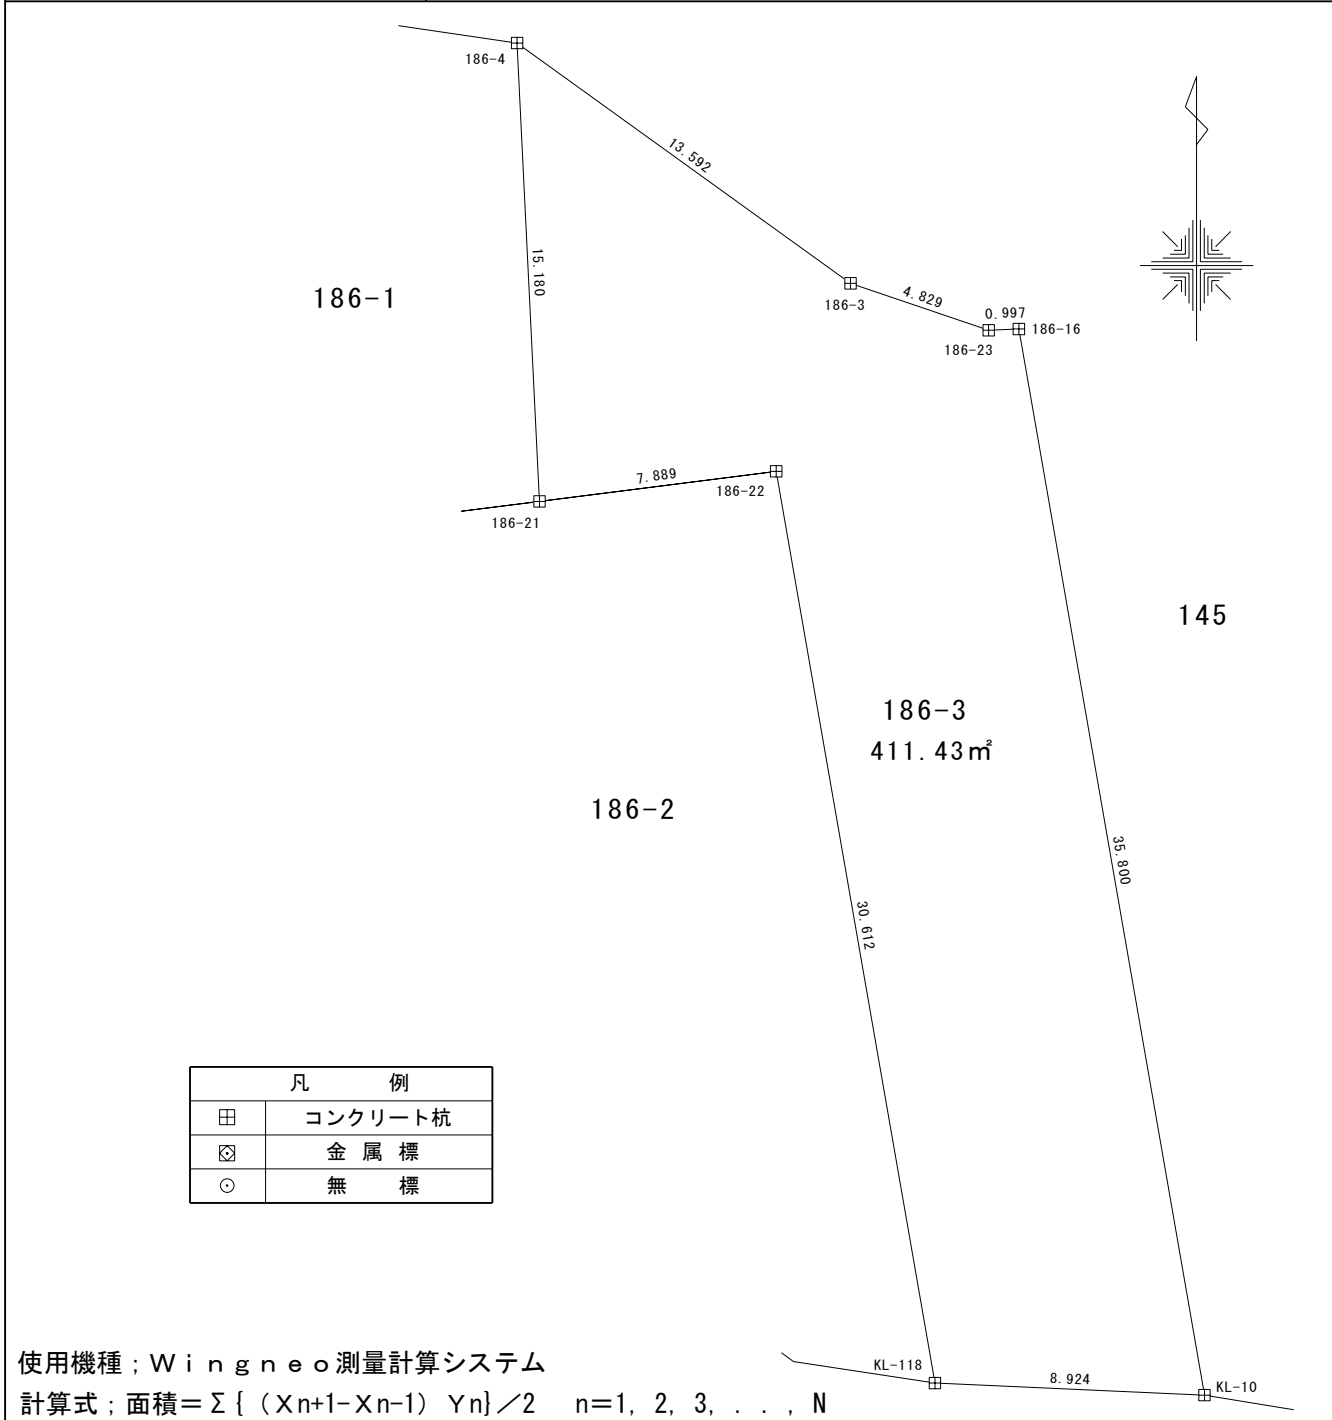 186-4
13.592
15.180
186-1
186-3
4.829
0.997
186-16
186-23
7.889
186-22
186-21
145
186-3
411.43㎡
186-2
35.800
30.612
凡 例
コンクリート杭
金 属 標
無 標
KL-118
8.924
KL-10
使用機種；Ｗｉｎｇｎｅｏ測量計算システム
計算式；面積＝Σ{（Xn+1-Xn-1）Yn}／2 n＝1, 2, 3, . . , N